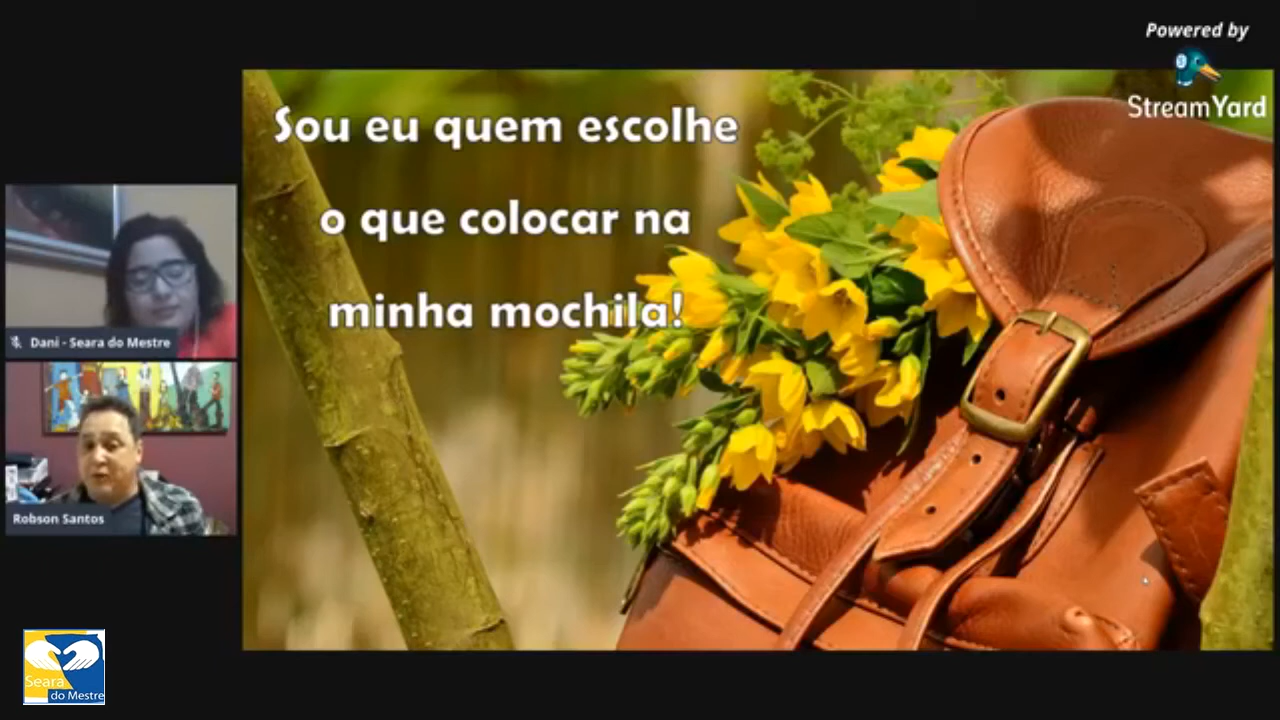 Powered by
StreamYard
Sou eu quem escolhe
o que colocar na
minha mochila!
Dani - Seara do Mestre
Robson Santos
Seara
do Mestre